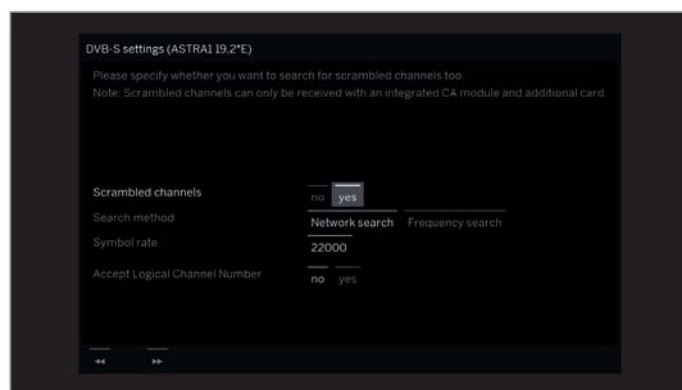 DVB-S settings (ASTRA1 19.2°E)
Please specify whether you want to search for scrambled channels too.
Note: Scrambled channels can only be received with an integrated CA module and additional card.
Scrambled channels no yes
Search method Network search Frequency search
Symbol rate 22000
Accept Logical Channel Number no yes